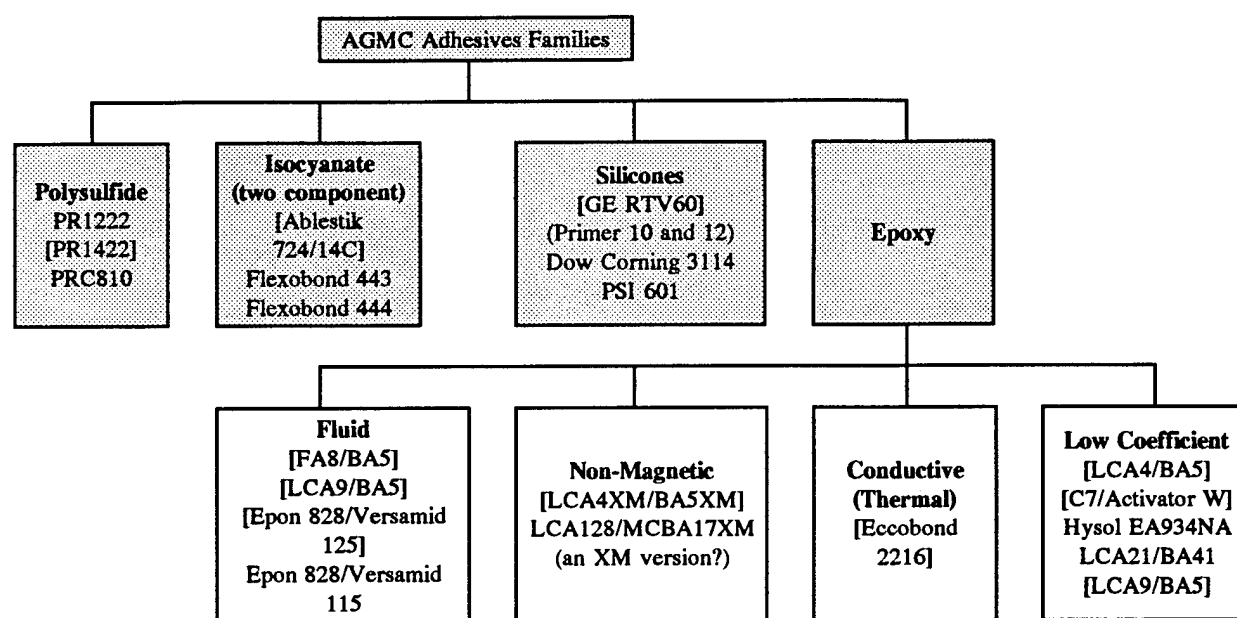 AGMC Adhesives Families
Polysulfide
PR1222
[PR1422]
PRC810
Isocyanate
(two component)
[Ablestik
724/14C]
Flexobond 443
Flexobond 444
Silicones
[GE RTV60]
(Primer 10 and 12)
Dow Corning 3114
PSI 601
Epoxy
Fluid
[FA8/BA5]
[LCA9/BA5]
[Epon 828/Versamid
125]
Epon 828/Versamid
115
Non-Magnetic
[LCA4XM/BA5XM]
LCA128/MCBA17XM
(an XM version?)
Conductive
(Thermal)
[Eccobond
2216]
Low Coefficient
[LCA4/BA5]
[C7/Activator W]
Hysol EA934NA
LCA21/BA41
[LCA9/BA5]